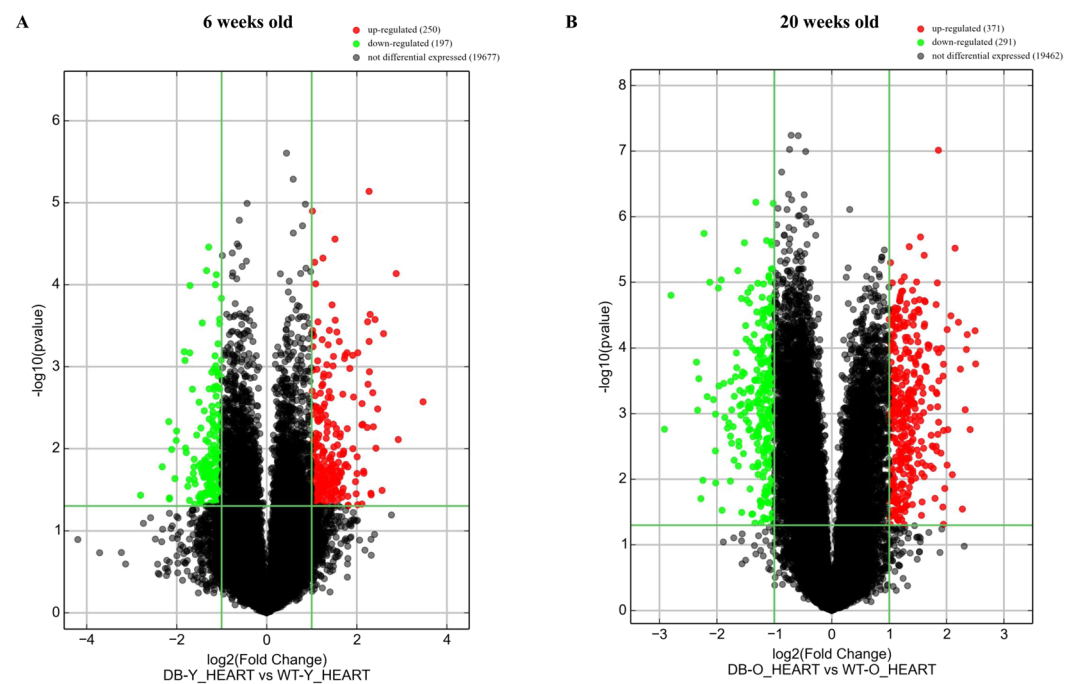 A
6 weeks old
up-regulated (250)
down-regulated (197)
not differential expressed (19677)
6
5
4
3
2
1
0
-log10(pvalue)
−4
−2
0
2
4
log2(Fold Change)
DB-Y_HEART vs WT-Y_HEART
B
20 weeks old
up-regulated (371)
down-regulated (291)
not differential expressed (19462)
8
7
6
5
4
3
2
1
0
-log10(pvalue)
−3
−2
−1
0
1
2
3
log2(Fold Change)
DB-O_HEART vs WT-O_HEART